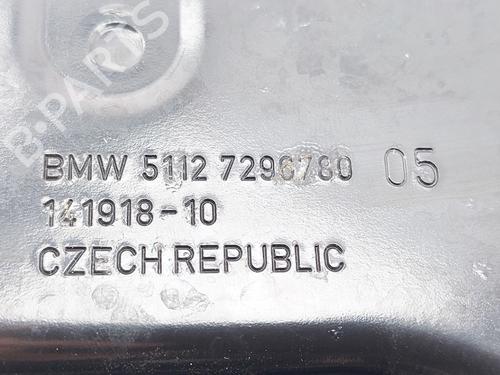 B-PARTS
BMW 5112 7296780 05
141918-10
CZECH REPUBLIC